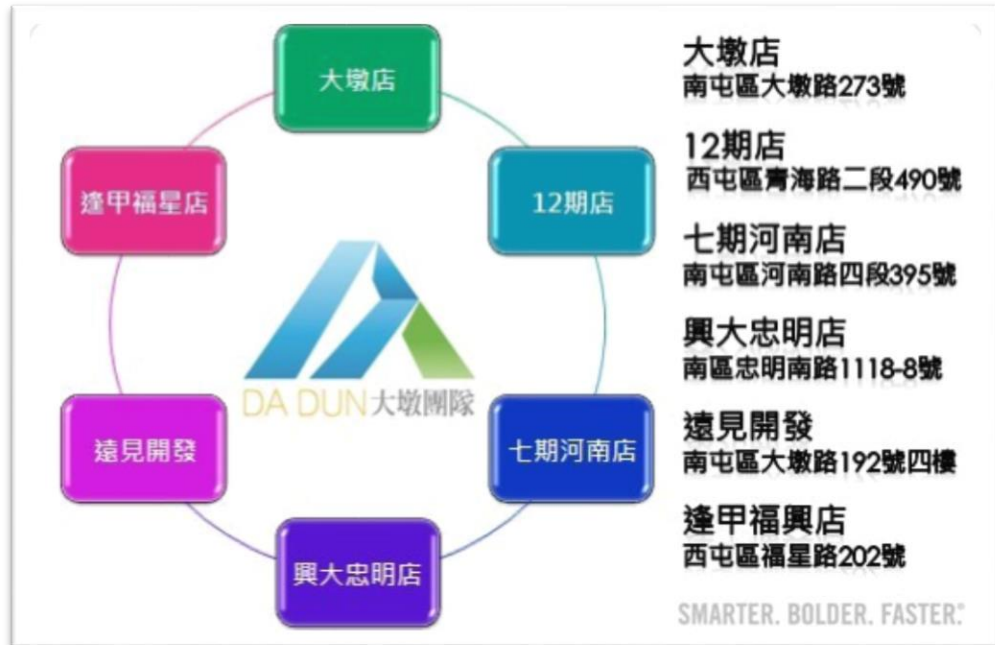 大墩店
12期店
七期河南店
興大忠明店
遠見開發
逢甲福星店
DA DUN 大墩團隊
大墩店
南屯區大墩路273號
12期店
西屯區青海路二段490號
七期河南店
南屯區河南路四段395號
興大忠明店
南區忠明南路1118-8號
遠見開發
南屯區大墩路192號四樓
逢甲福興店
西屯區福星路202號
SMARTER. BOLDER. FASTER.®